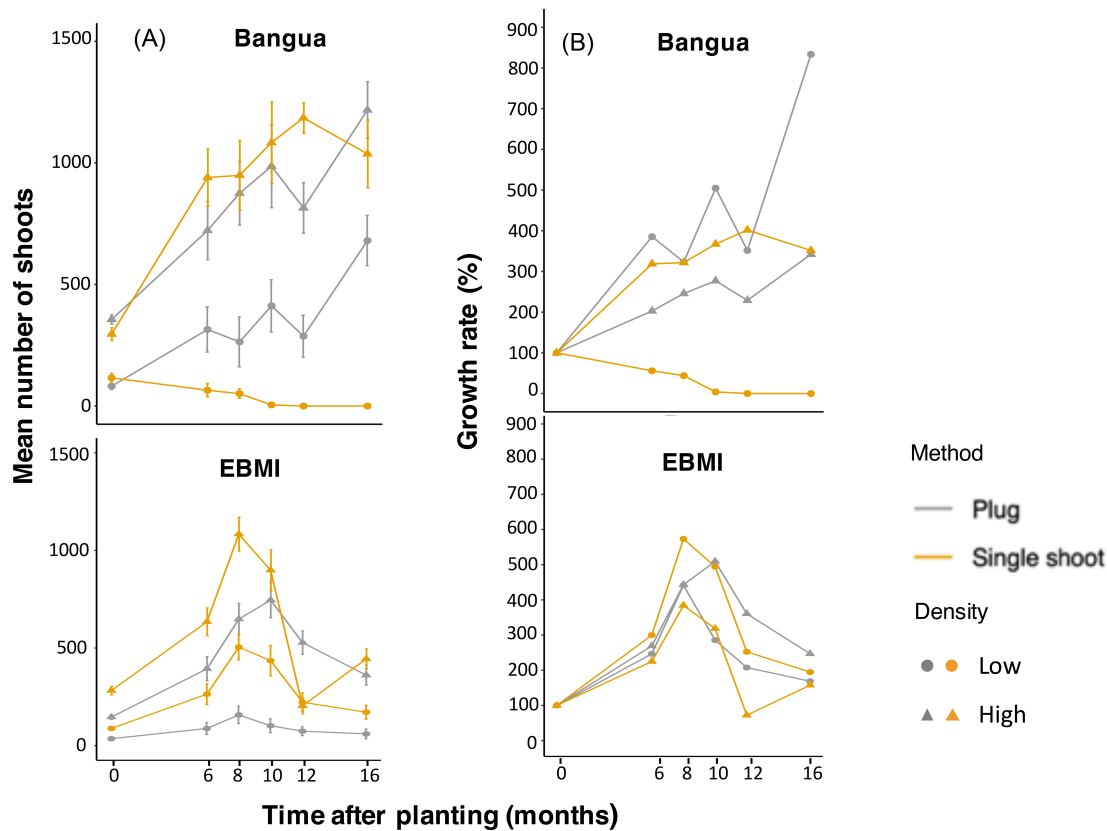 (A) Bangua
1500
1000
500
0
Mean number of shoots
EBMI
1500
1000
500
0
0 6 8 10 12 16
(B) Bangua
900
800
700
600
500
400
300
200
100
0
Growth rate (%)
EBMI
900
800
700
600
500
400
300
200
100
0
0 6 8 10 12 16
Time after planting (months)
Method
Plug
Single shoot
Density
Low
High